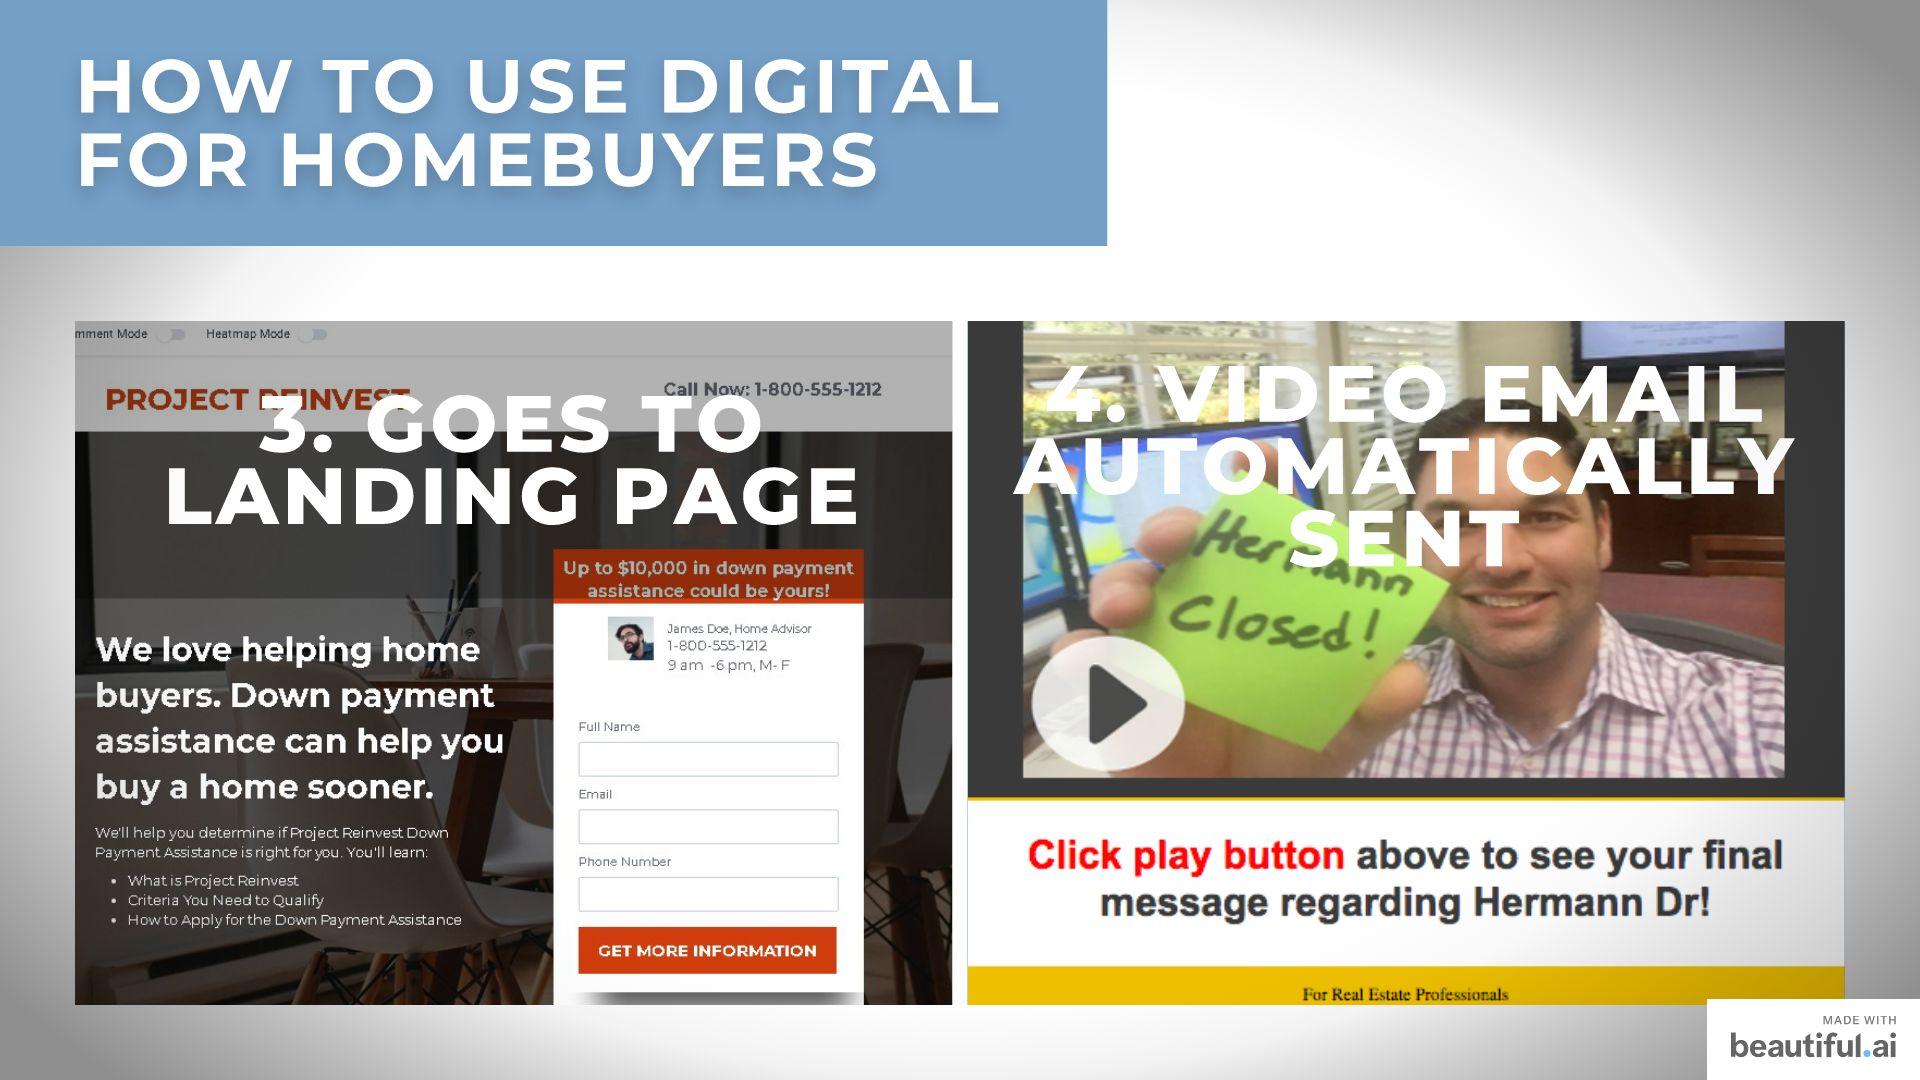 HOW TO USE DIGITAL
FOR HOMEBUYERS
mment Mode
Heatmap Mode
PROJECT REINVEST
Call Now: 1-800-555-1212
3. GOES TO
LANDING PAGE
Up to $10,000 in down payment
assistance could be yours!
James Doe, Home Advisor
1-800-555-1212
9 am -6 pm, M- F
We love helping home
buyers. Down payment
assistance can help you
buy a home sooner.
We'll help you determine if Project Reinvest Down
Payment Assistance is right for you. You'll learn:
• What is Project Reinvest
• Criteria You Need to Qualify
• How to Apply for the Down Payment Assistance
Full Name
Email
Phone Number
GET MORE INFORMATION
4. VIDEO EMAIL
AUTOMATICALLY
SENT
Hermann
Closed!
Click play button above to see your final
message regarding Hermann Dr!
For Real Estate Professionals
MADE WITH
beautiful.ai